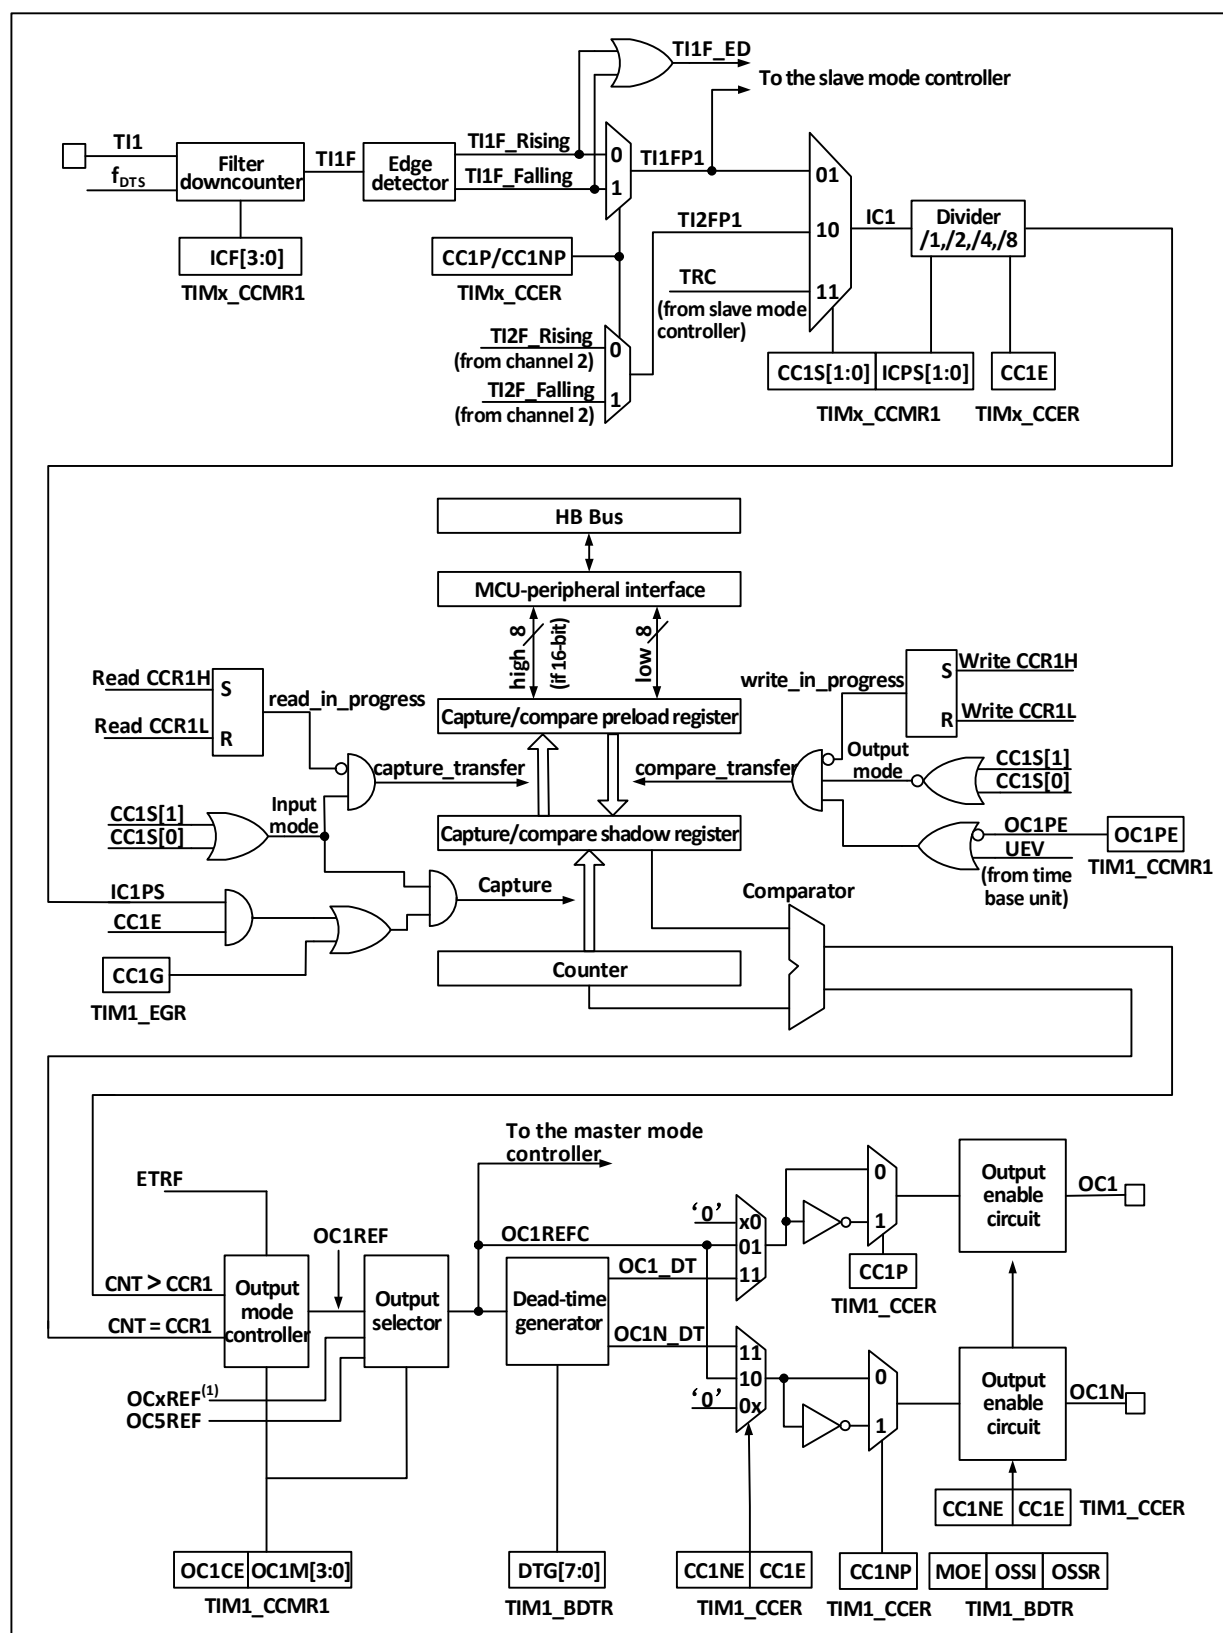 TI1F_ED
To the slave mode controller
TI1
fDTS
Filter
downcounter
TI1F
Edge
detector
TI1F_Rising
TI1F_Falling
0
1
TI1FP1
01
10
11
IC1
Divider
/1,/2,/4,/8
TI2FP1
ICF[3:0]
TIMx_CCMR1
CC1P/CC1NP
TIMx_CCER
TRC
(from slave mode
controller)
TI2F_Rising
(from channel 2)
TI2F_Falling
(from channel 2)
0
1
CC1S[1:0]
ICPS[1:0]
CC1E
TIMx_CCMR1
TIMx_CCER
HB Bus
MCU-peripheral interface
high
8
(if 16-bit)
low
8
Read CCR1H
Read CCR1L
S
R
read_in_progress
Capture/compare preload register
write_in_progress
S
R
Write CCR1H
Write CCR1L
capture_transfer
compare_transfer
Output
mode
CC1S[1]
CC1S[0]
CC1S[1]
CC1S[0]
Input
mode
Capture/compare shadow register
OC1PE
UEV
(from time
base unit)
OC1PE
TIM1_CCMR1
IC1PS
CC1E
Capture
Comparator
CC1G
TIM1_EGR
Counter
To the master mode
controller
ETRF
OC1REF
OC1REFC
CNT > CCR1
CNT = CCR1
Output
mode
controller
Output
selector
Dead-time
generator
OC1_DT
OC1N_DT
‘0’
x0
01
11
0
1
CC1P
TIM1_CCER
Output
enable
circuit
OC1
11
10
0x
‘0’
0
1
Output
enable
circuit
OC1N
OCxREF(1)
OC5REF
CC1NE
CC1E
TIM1_CCER
OC1CE
OC1M[3:0]
TIM1_CCMR1
DTG[7:0]
TIM1_BDTR
CC1NE
CC1E
TIM1_CCER
CC1NP
TIM1_CCER
MOE
OSSI
OSSR
TIM1_BDTR